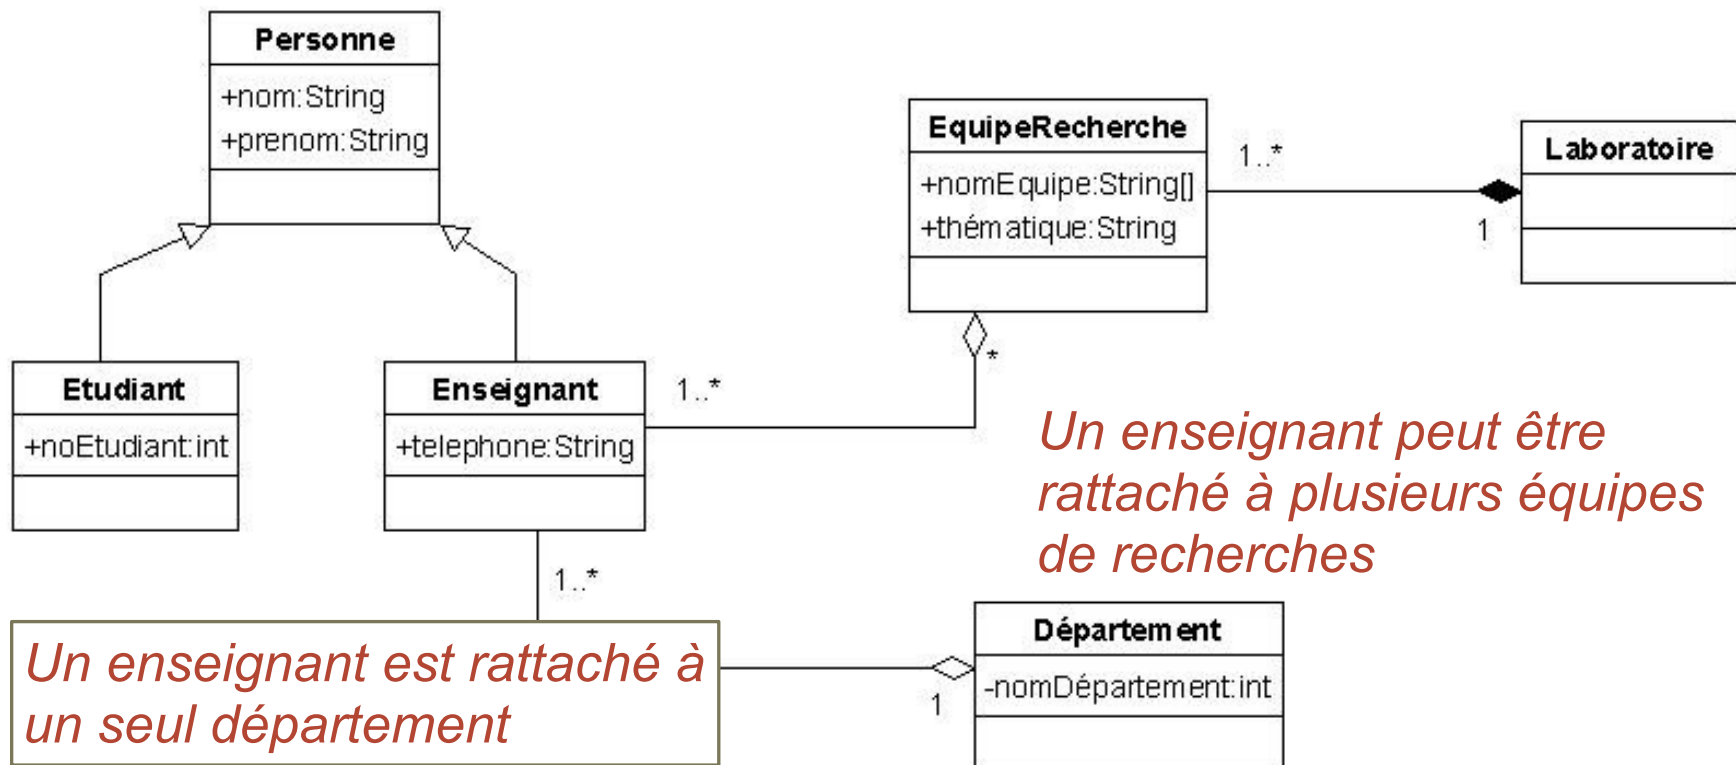 Personne
+nom:String
+prenom:String
EquipeRecherche
+nomEquipe:String[]
+thématique:String
1..*
1
Laboratoire
Etudiant
+noEtudiant:int
Enseignant
+telephone:String
1..*
*
Un enseignant peut être
rattaché à plusieurs équipes
de recherches
1..*
Un enseignant est rattaché à
un seul département
1
Département
-nomDépartement:int